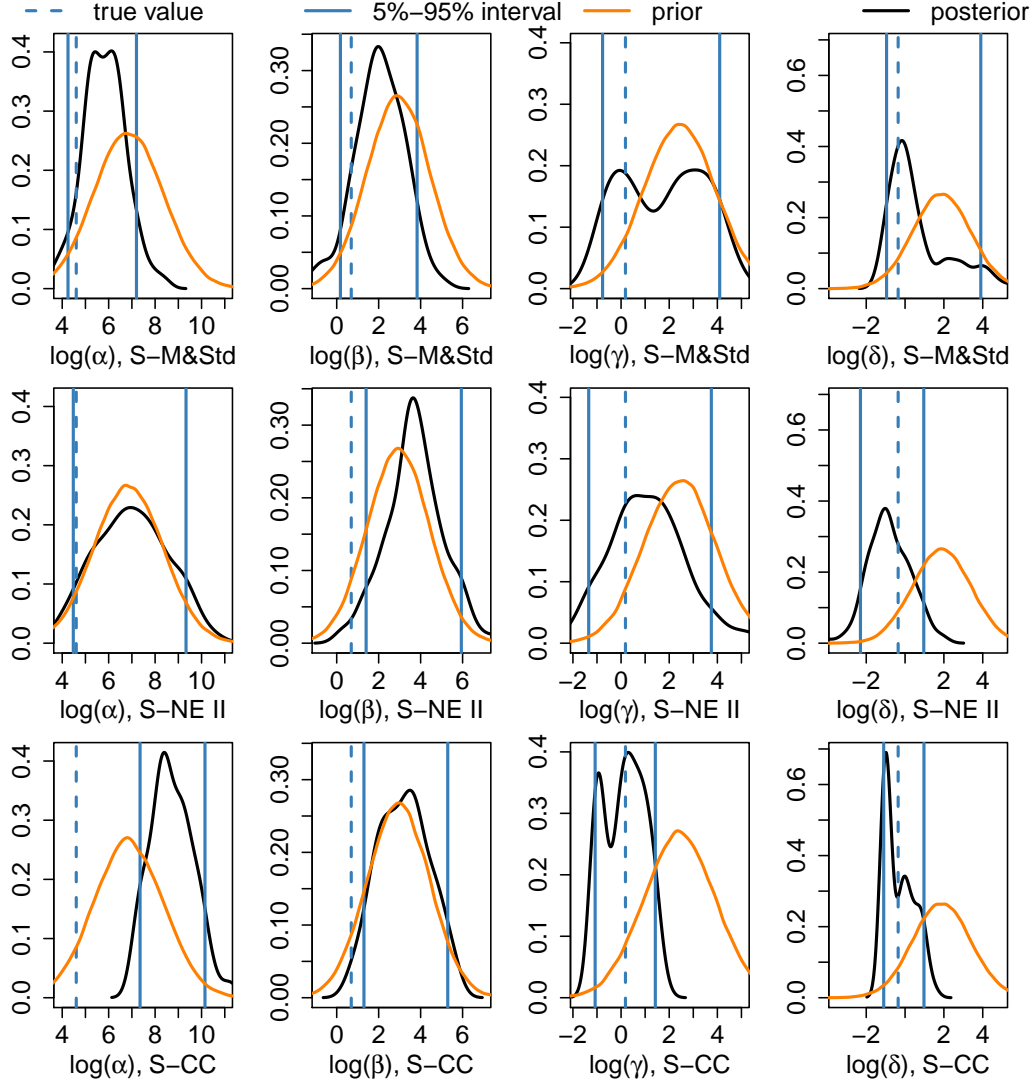 true value 5%−95% interval prior posterior
0.0 0.1 0.2 0.3 0.4
4 6 8 10
log(α), S−M&Std
0.00 0.10 0.20 0.30
0 2 4 6
log(β), S−M&Std
0.0 0.1 0.2 0.3 0.4
−2 0 2 4
log(γ), S−M&Std
0.0 0.2 0.4 0.6
−2 0 2 4
log(δ), S−M&Std
0.0 0.1 0.2 0.3 0.4
4 6 8 10
log(α), S−NE II
0.00 0.10 0.20 0.30
0 2 4 6
log(β), S−NE II
0.0 0.1 0.2 0.3 0.4
−2 0 2 4
log(γ), S−NE II
0.0 0.2 0.4 0.6
−2 0 2 4
log(δ), S−NE II
0.0 0.1 0.2 0.3 0.4
4 6 8 10
log(α), S−CC
0.00 0.10 0.20 0.30
0 2 4 6
log(β), S−CC
0.0 0.1 0.2 0.3 0.4
−2 0 2 4
log(γ), S−CC
0.0 0.2 0.4 0.6
−2 0 2 4
log(δ), S−CC